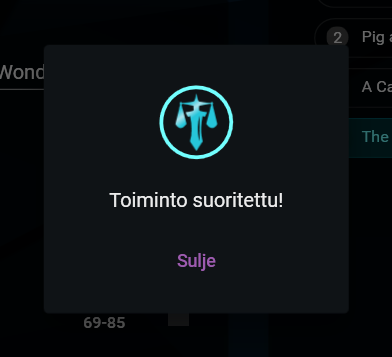 2 Pig a
Wond
A Ca
The
Toiminto suoritettu!
Sulje
69-85